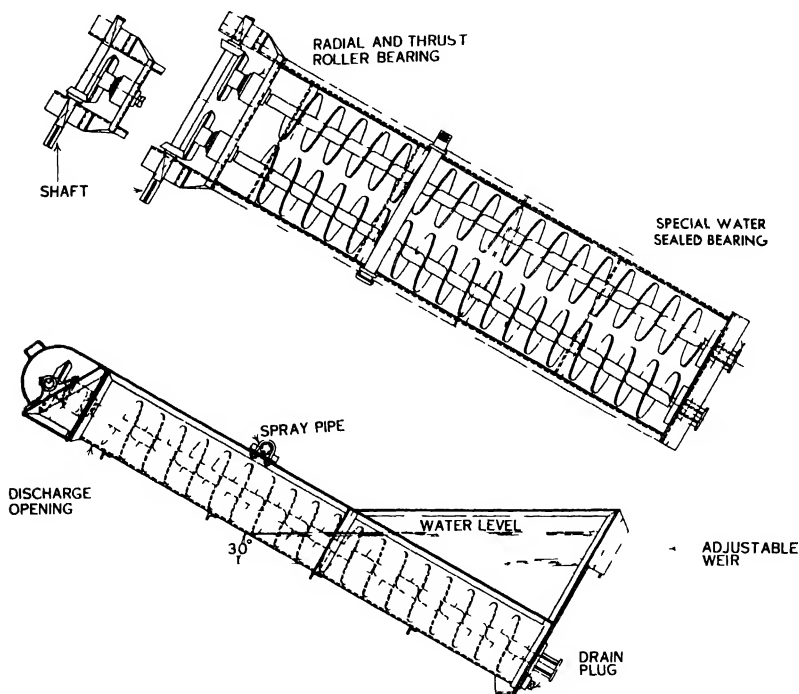 RADIAL AND THRUST
ROLLER BEARING
SHAFT
SPECIAL WATER
SEALED BEARING
SPRAY PIPE
DISCHARGE
OPENING
WATER LEVEL
30°
ADJUSTABLE
WEIR
DRAIN
PLUG